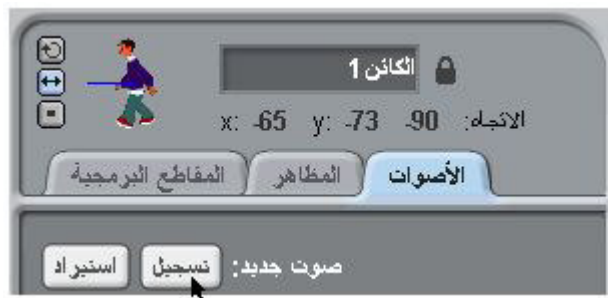 الكائن 1
الاتجاه: -90 y: -73 x: -65
الأصوات المظاهر المقاطع البرمجية
صوت جديد: تسجيل استيراد